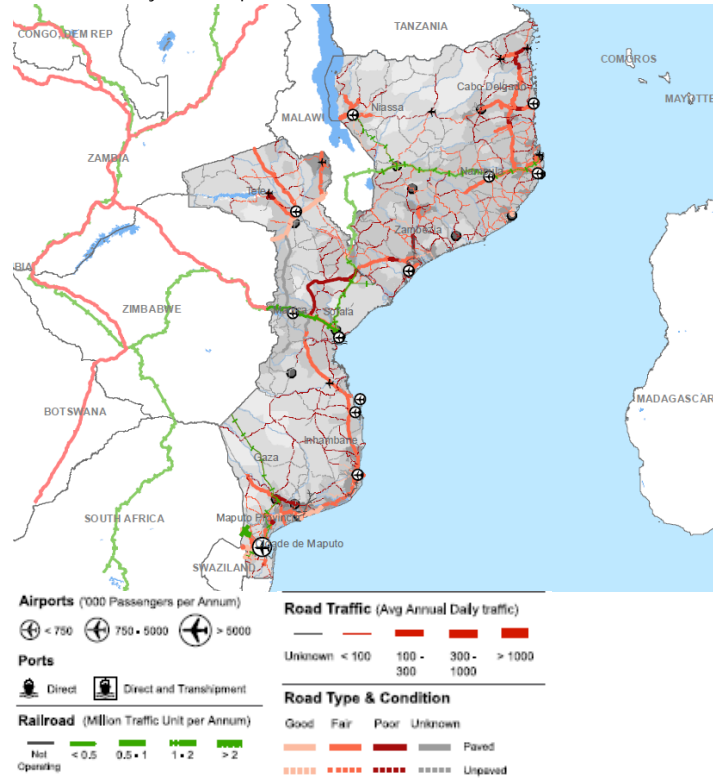 TANZANIA
CONGO, DEM REP
COMOROS
Cabo Delgado
MAYOTTE
Niassa
MALAWI
ZAMBIA
Nampula
Tete
Zambezia
ZIMBABWE
Manica
Sofala
MADAGASCAR
BOTSWANA
Inhambane
Gaza
SOUTH AFRICA
Maputo Province
Cidade de Maputo
SWAZILAND
Airports ('000 Passengers per Annum)
< 750
750 - 5000
> 5000
Ports
Direct
Direct and Transhipment
Railroad (Million Traffic Unit per Annum)
Not Operating
< 0.5
0.5 - 1
1 - 2
> 2
Road Traffic (Avg Annual Daily traffic)
Unknown
< 100
100 - 300
300 - 1000
> 1000
Road Type & Condition
Good Fair Poor Unknown
Paved
Unpaved